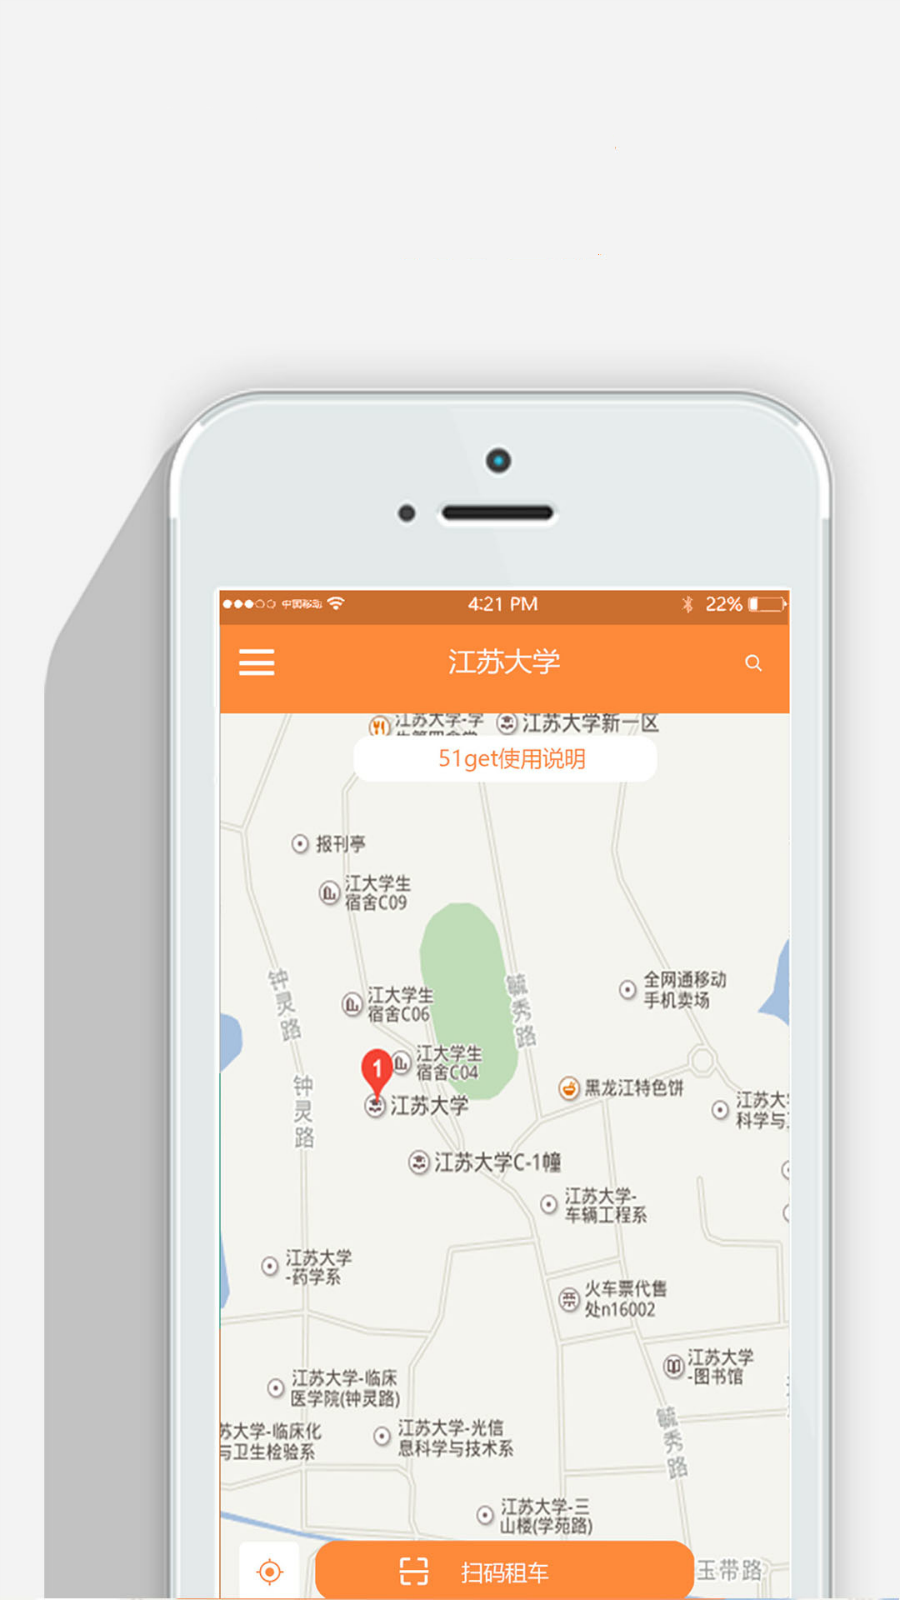 中国移动
4:21 PM
22%
江苏大学
江苏大学-学
江苏大学新一区
51get使用说明
报刊亭
江大学生
宿舍C09
钟灵路
毓秀路
全网通移动
手机卖场
江大学生
宿舍C06
江大学生
宿舍C04
1
江苏大学
黑龙江特色饼
江苏大
科学与
钟灵路
江苏大学C-1幢
江苏大学-
车辆工程系
江苏大学
-药学系
火车票代售
处n16002
江苏大学
-图书馆
江苏大学-临床
医学院(钟灵路)
苏大学-临床化
与卫生检验系
江苏大学-光信
息科学与技术系
毓秀路
江苏大学-三
山楼(学苑路)
扫码租车
玉带路